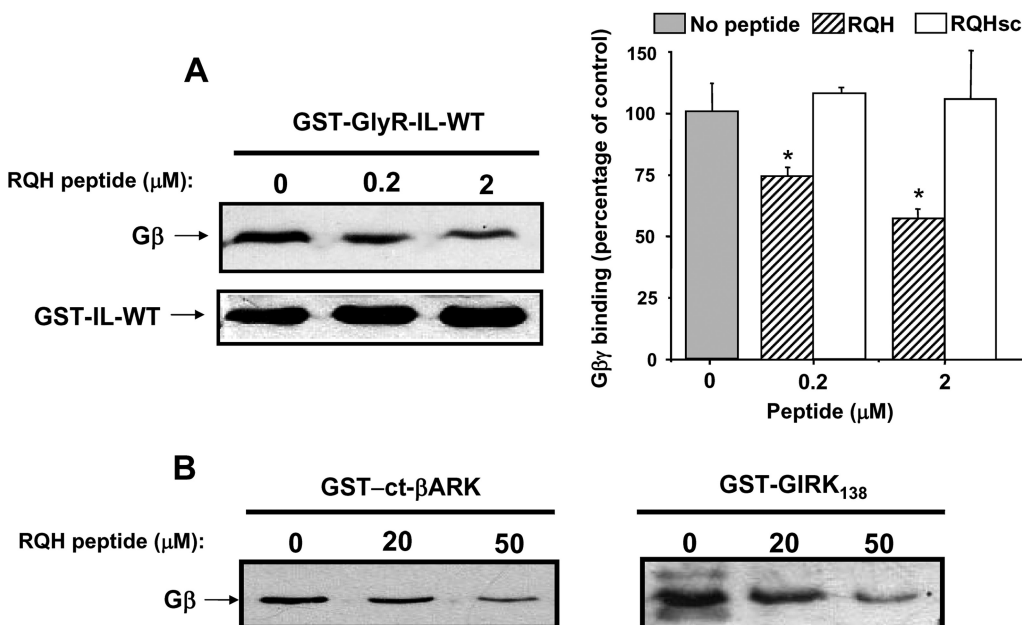 A
GST-GlyR-IL-WT
RQH peptide (μM):
0 0.2 2
Gβ
GST-IL-WT
No peptide RQH RQHsc
Gβγ binding (percentage of control)
150
100
75
50
25
0
* *
0 0.2 2
Peptide (μM)
B
GST–ct-βARK
RQH peptide (μM):
0 20 50
Gβ
GST-GIRK₁₃₈
0 20 50